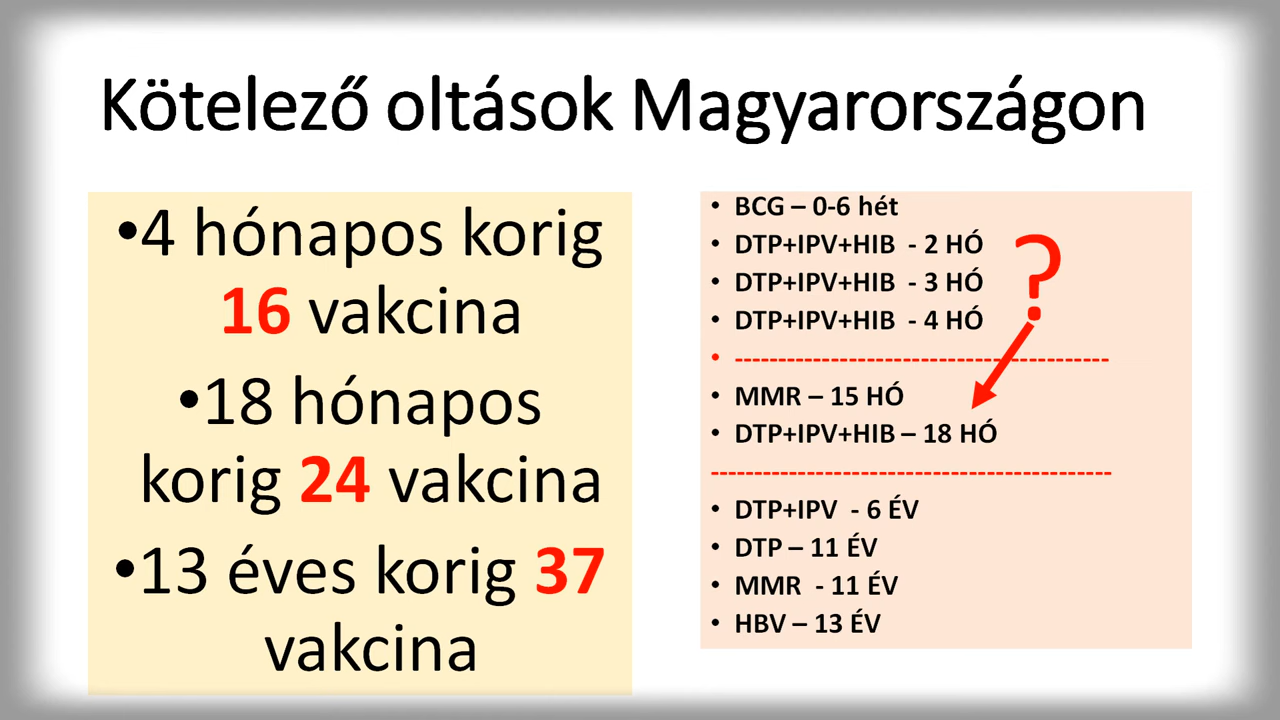 Kötelező oltások Magyarországon
•4 hónapos korig
16 vakcina
•18 hónapos
korig 24 vakcina
•13 éves korig 37
vakcina
• BCG – 0-6 hét
• DTP+IPV+HIB - 2 HÓ
• DTP+IPV+HIB - 3 HÓ
• DTP+IPV+HIB - 4 HÓ
?
• -------------------------------------------
• MMR – 15 HÓ
• DTP+IPV+HIB – 18 HÓ
----------------------------------------------
• DTP+IPV - 6 ÉV
• DTP – 11 ÉV
• MMR - 11 ÉV
• HBV – 13 ÉV